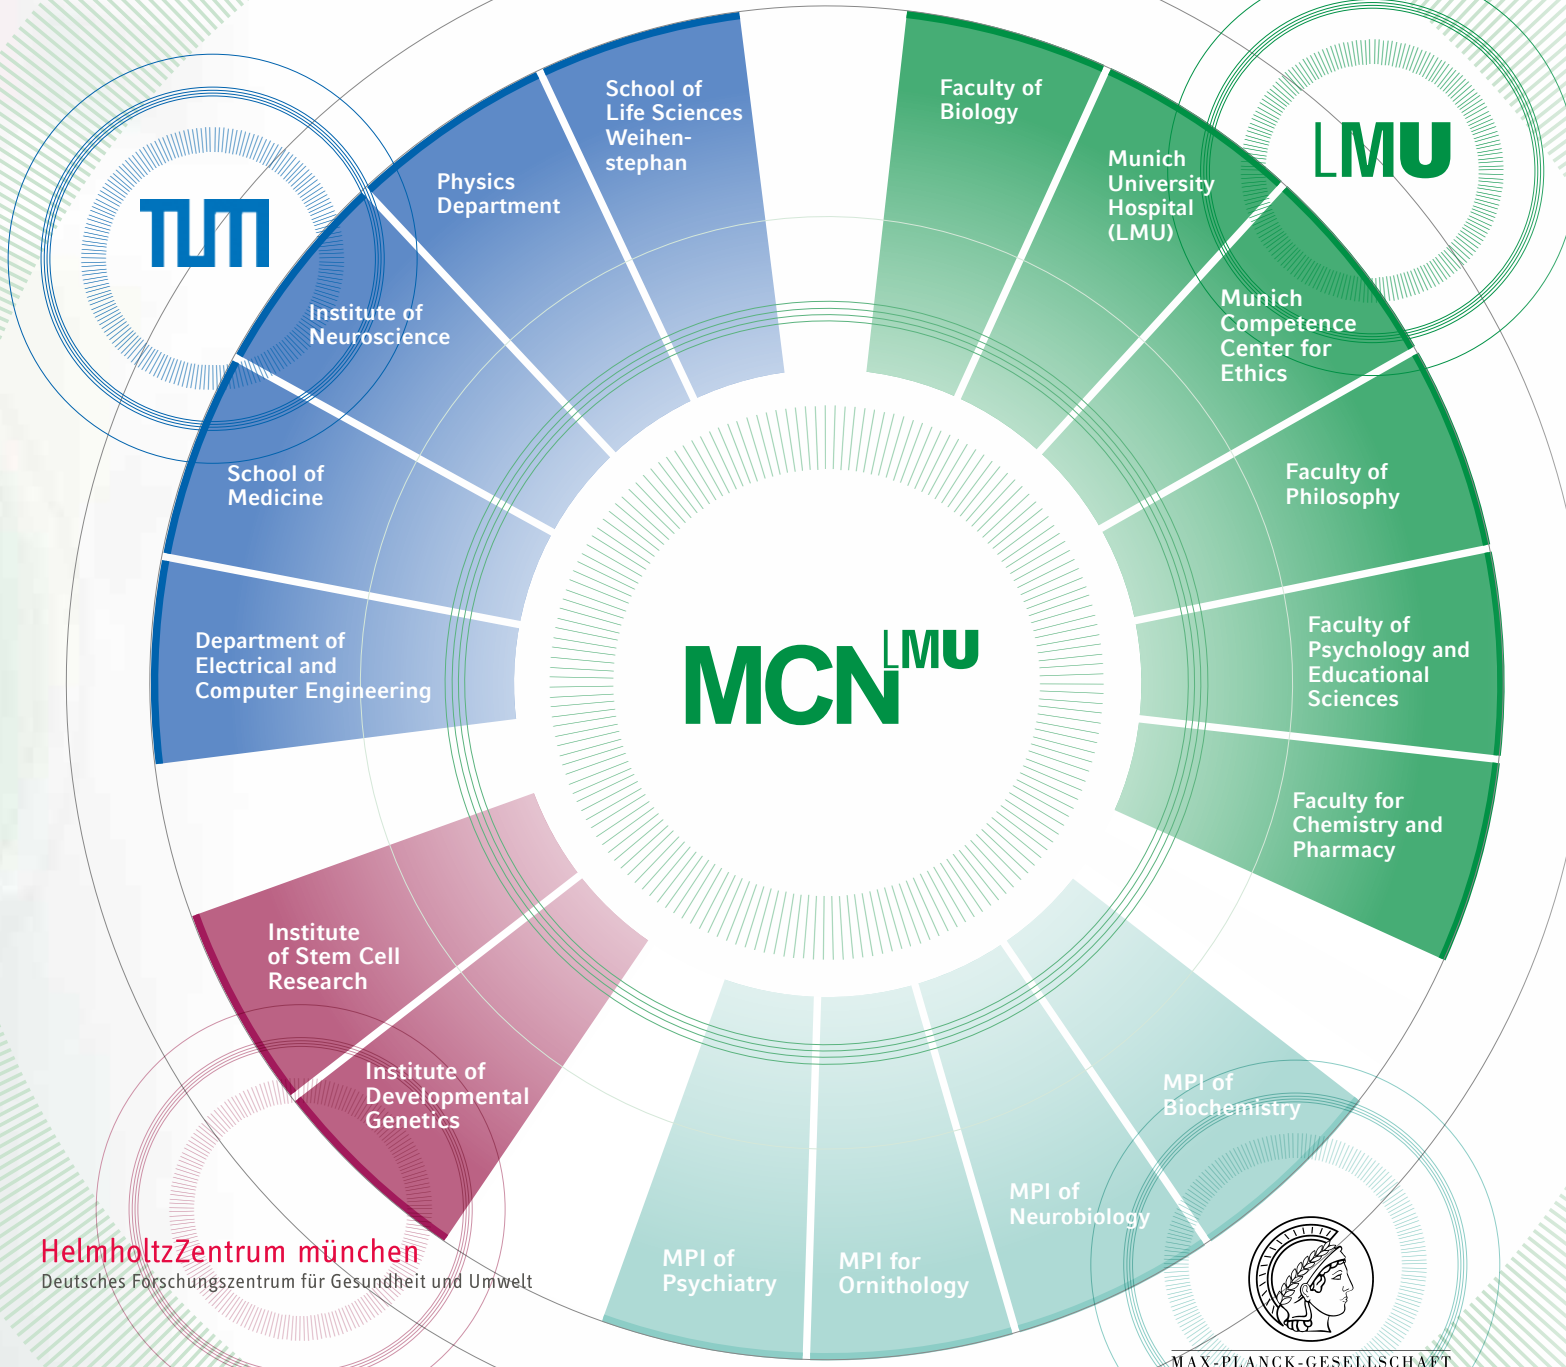 School of
Life Sciences
Weihen-
stephan
Physics
Department
TUM
Institute of
Neuroscience
School of
Medicine
Department of
Electrical and
Computer Engineering
Faculty of
Biology
Munich
University
Hospital
(LMU)
LMU
Munich
Competence
Center for
Ethics
Faculty of
Philosophy
Faculty of
Psychology and
Educational
Sciences
Faculty for
Chemistry and
Pharmacy
MCN LMU
Institute
of Stem Cell
Research
Institute of
Developmental
Genetics
HelmholtzZentrum münchen
Deutsches Forschungszentrum für Gesundheit und Umwelt
MPI of
Psychiatry
MPI for
Ornithology
MPI of
Neurobiology
MPI of
Biochemistry
MAX-PLANCK-GESELLSCHAFT